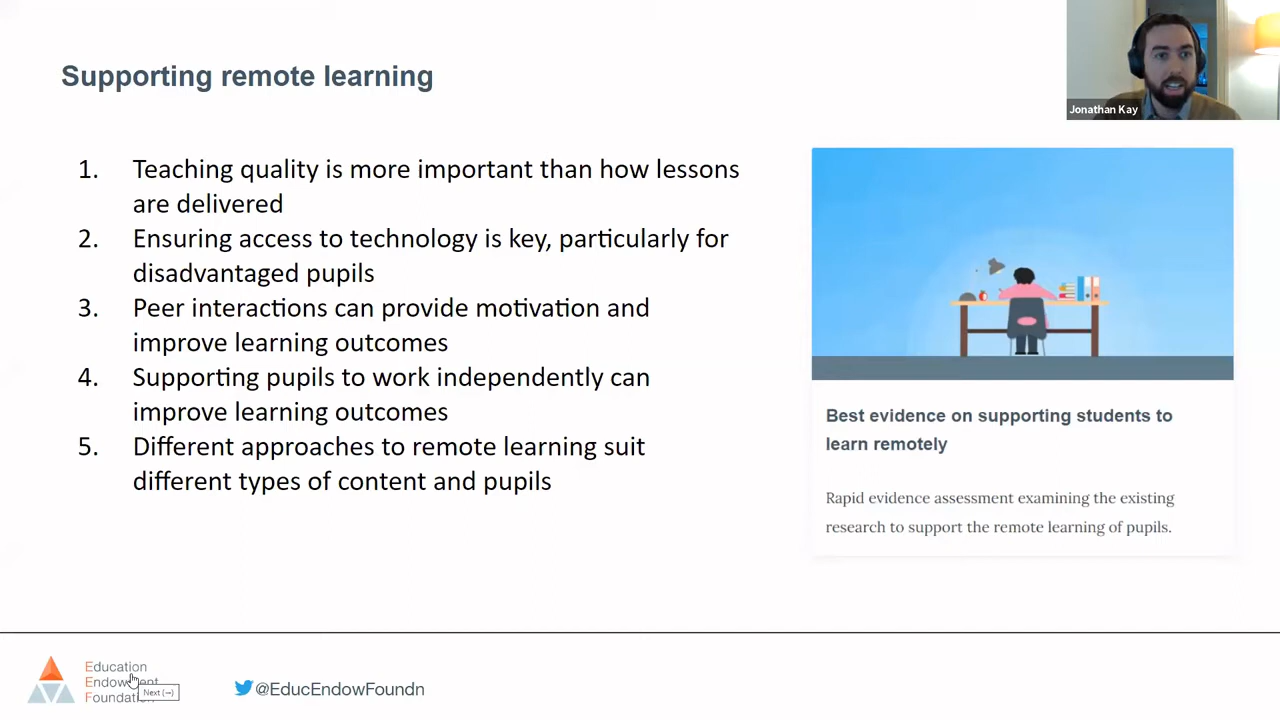 Supporting remote learning
Jonathan Kay
1. Teaching quality is more important than how lessons
are delivered
2. Ensuring access to technology is key, particularly for
disadvantaged pupils
3. Peer interactions can provide motivation and
improve learning outcomes
4. Supporting pupils to work independently can
improve learning outcomes
5. Different approaches to remote learning suit
different types of content and pupils
Best evidence on supporting students to
learn remotely
Rapid evidence assessment examining the existing
research to support the remote learning of pupils.
Education
Endowment
Foundation
Next (→)
@EducEndowFoundn